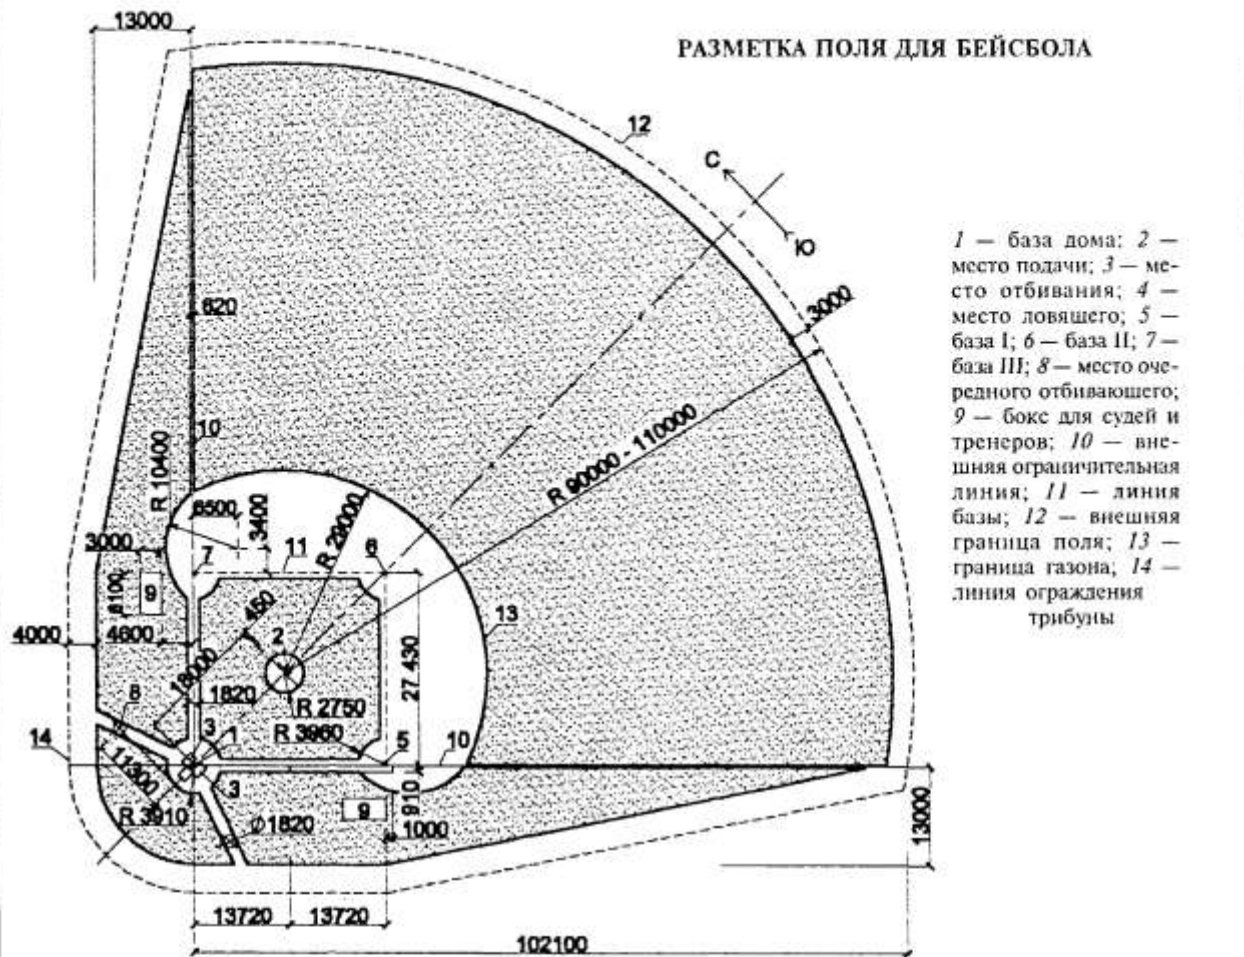 13000
РАЗМЕТКА ПОЛЯ ДЛЯ БЕЙСБОЛА
12
С
Ю
3000
620
10
R 90000 - 110000
R 10400
6500
3400
R 29000
3000
7
11
6
6100
9
450
13
4000
4600
2
18000
27 430
8
1820
R 2750
14
3
1
R 3960
5
10
11300
3
9
910
R 3910
Ø 1820
1000
13000
13720
13720
102100
1 — база дома; 2 —
место подачи; 3 — ме-
сто отбивания; 4 —
место ловящего; 5 —
база I; 6 — база II; 7 —
база III; 8 — место оче-
редного отбивающего;
9 — бокс для судей и
тренеров; 10 — вне-
шняя ограничительная
линия; 11 — линия
базы; 12 — внешняя
граница поля; 13 —
граница газона; 14 —
линия ограждения
трибуны